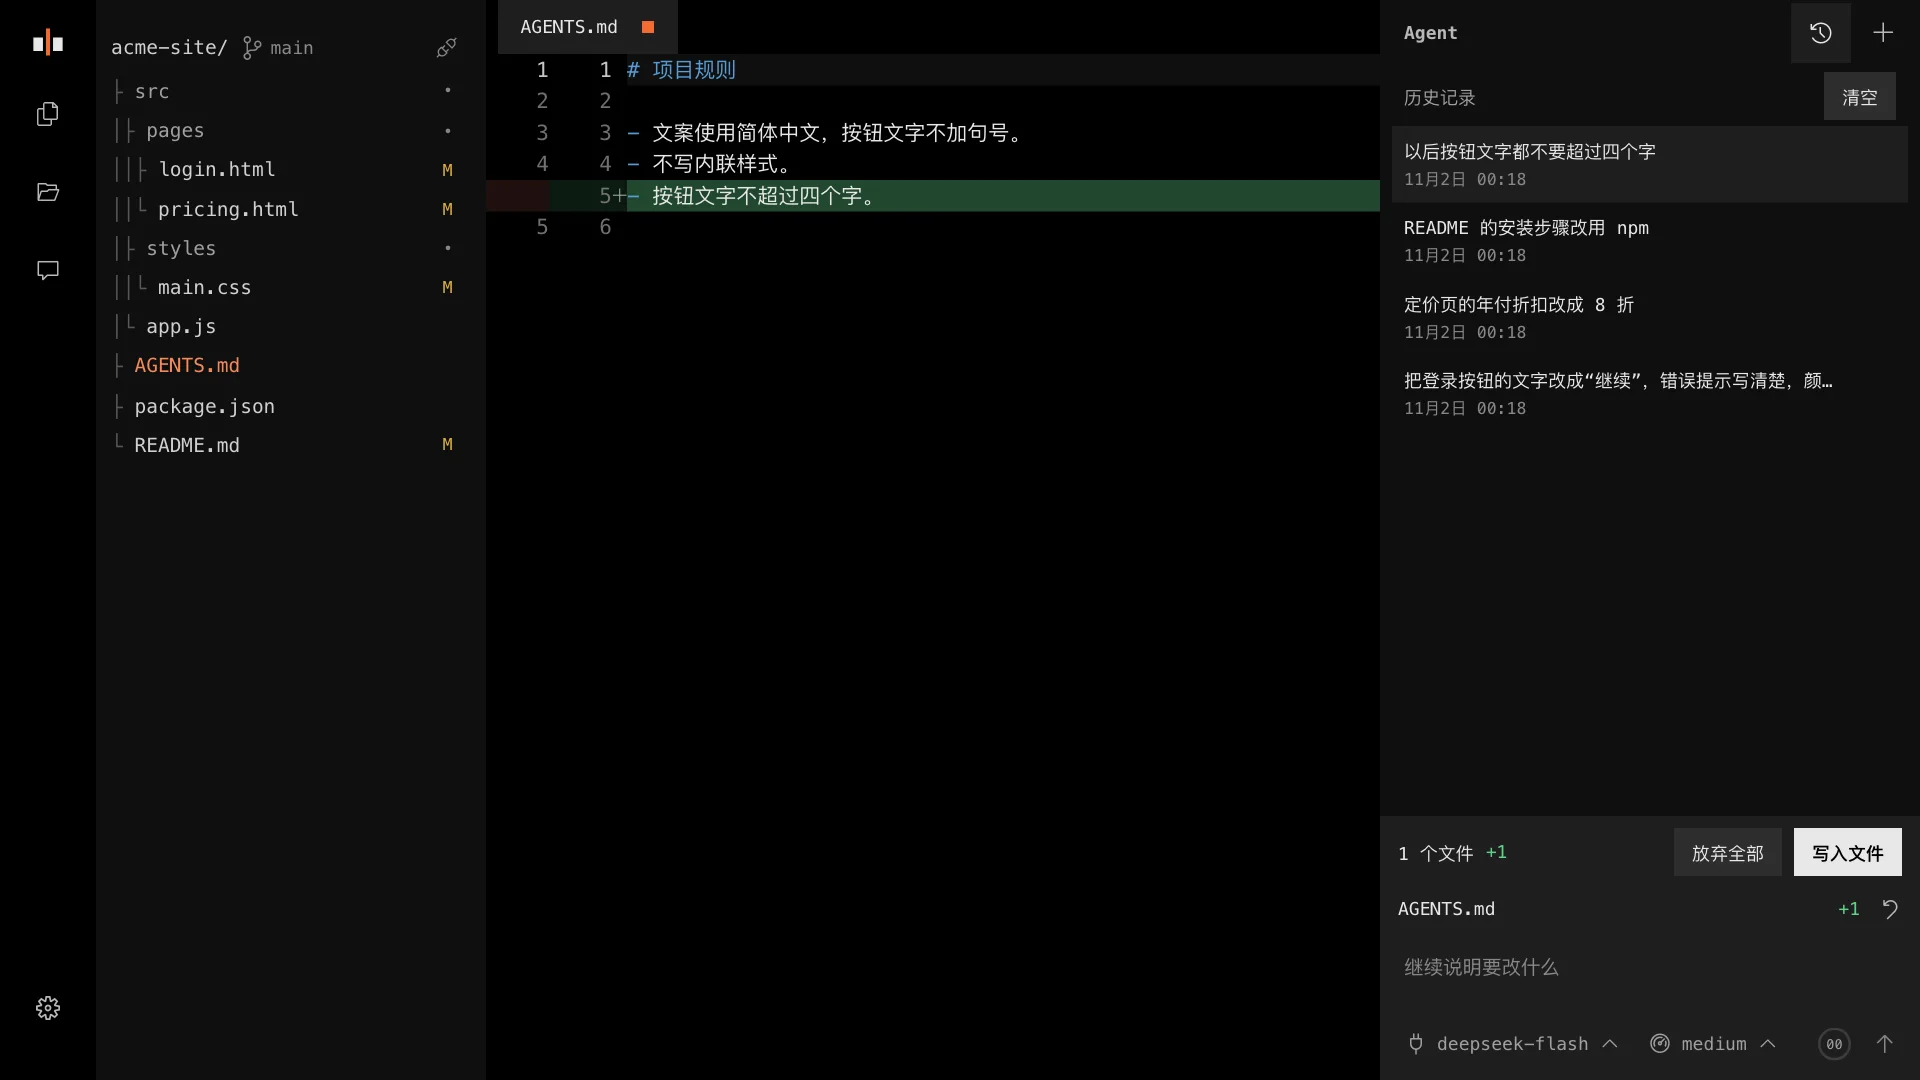 acme-site/ main
src
pages
login.html M
pricing.html M
styles
main.css M
app.js
AGENTS.md
package.json
README.md M
AGENTS.md
1 1 # 项目规则
2 2
3 3 - 文案使用简体中文，按钮文字不加句号。
4 4 - 不写内联样式。
5+- 按钮文字不超过四个字。
5 6
Agent
历史记录 清空
以后按钮文字都不要超过四个字
11月2日 00:18
README 的安装步骤改用 npm
11月2日 00:18
定价页的年付折扣改成 8 折
11月2日 00:18
把登录按钮的文字改成“继续”，错误提示写清楚，颜…
11月2日 00:18
1 个文件 +1 放弃全部 写入文件
AGENTS.md +1
继续说明要改什么
deepseek-flash medium 00